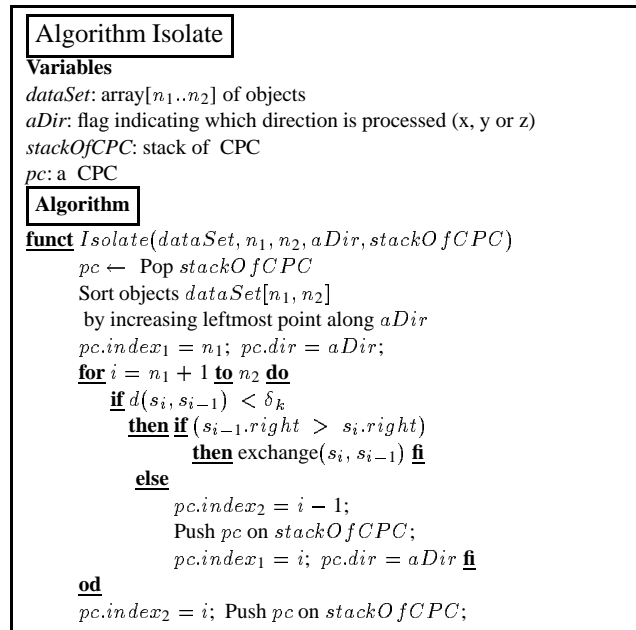 Algorithm Isolate
Variables
dataSet: array[n₁..n₂] of objects
aDir: flag indicating which direction is processed (x, y or z)
stackOfCPC: stack of CPC
pc: a CPC
Algorithm
funct Isolate(dataSet, n₁, n₂, aDir, stackOfCPC)
pc ← Pop stackOfCPC
Sort objects dataSet[n₁, n₂]
by increasing leftmost point along aDir
pc.index₁ = n₁; pc.dir = aDir;
for i = n₁ + 1 to n₂ do
if d(sᵢ, sᵢ₋₁) < δₖ
then if (sᵢ₋₁.right > sᵢ.right)
then exchange(sᵢ, sᵢ₋₁) fi
else
pc.index₂ = i − 1;
Push pc on stackOfCPC;
pc.index₁ = i; pc.dir = aDir fi
od
pc.index₂ = i; Push pc on stackOfCPC;